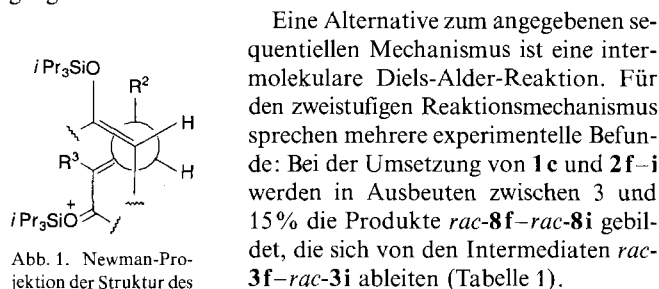 Eine Alternative zum angegebenen se-
quentiellen Mechanismus ist eine inter-
molekulare Diels-Alder-Reaktion. Für
den zweistufigen Reaktionsmechanismus
sprechen mehrere experimentelle Befun-
de: Bei der Umsetzung von 1c und 2f–i
werden in Ausbeuten zwischen 3 und
15% die Produkte rac-8f–rac-8i gebil-
det, die sich von den Intermediaten rac-
3f–rac-3i ableiten (Tabelle 1).
iPr₃SiO
R²
H
R³
H
iPr₃SiO
+
Abb. 1. Newman-Pro-
jektion der Struktur des